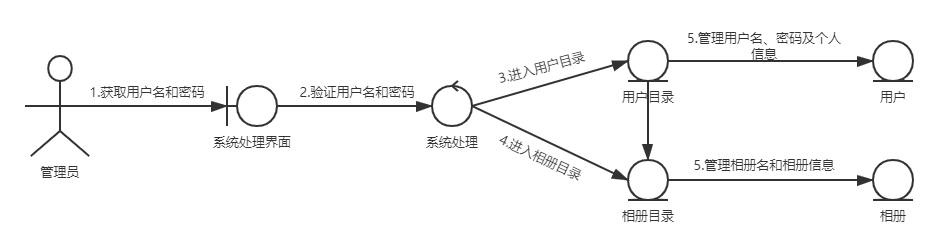 5.管理用户名、密码及个人
信息
3.进入用户目录
1.获取用户名和密码
2.验证用户名和密码
用户目录
用户
系统处理界面
系统处理
4.进入相册目录
管理员
5.管理相册名和相册信息
相册目录
相册